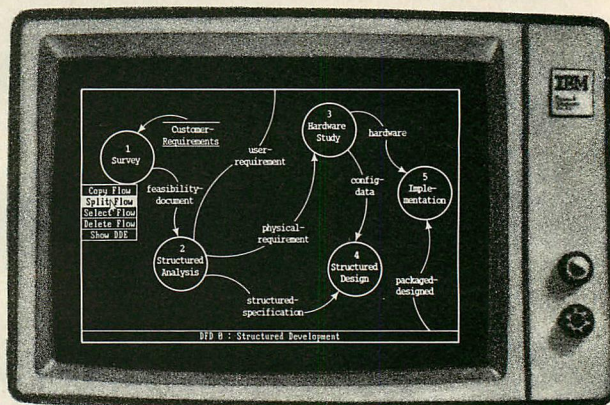 IBM
Customer-
Requirements
1
Survey
3
Hardware
Study
hardware
user-
requirement
5
Imple-
mentation
feasibility-
document
config-
data
Copy Flow
Split Flow
Select Flow
Delete Flow
Show DDE
2
Structured
Analysis
physical-
requirement
4
Structured
Design
structured-
specification
packaged-
designed
DFD 0 : Structured Development